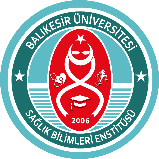 BALIKESİR ÜNİVERSİTESİ
2006
SAĞLIK BİLİMLERİ ENSTİTÜSÜ